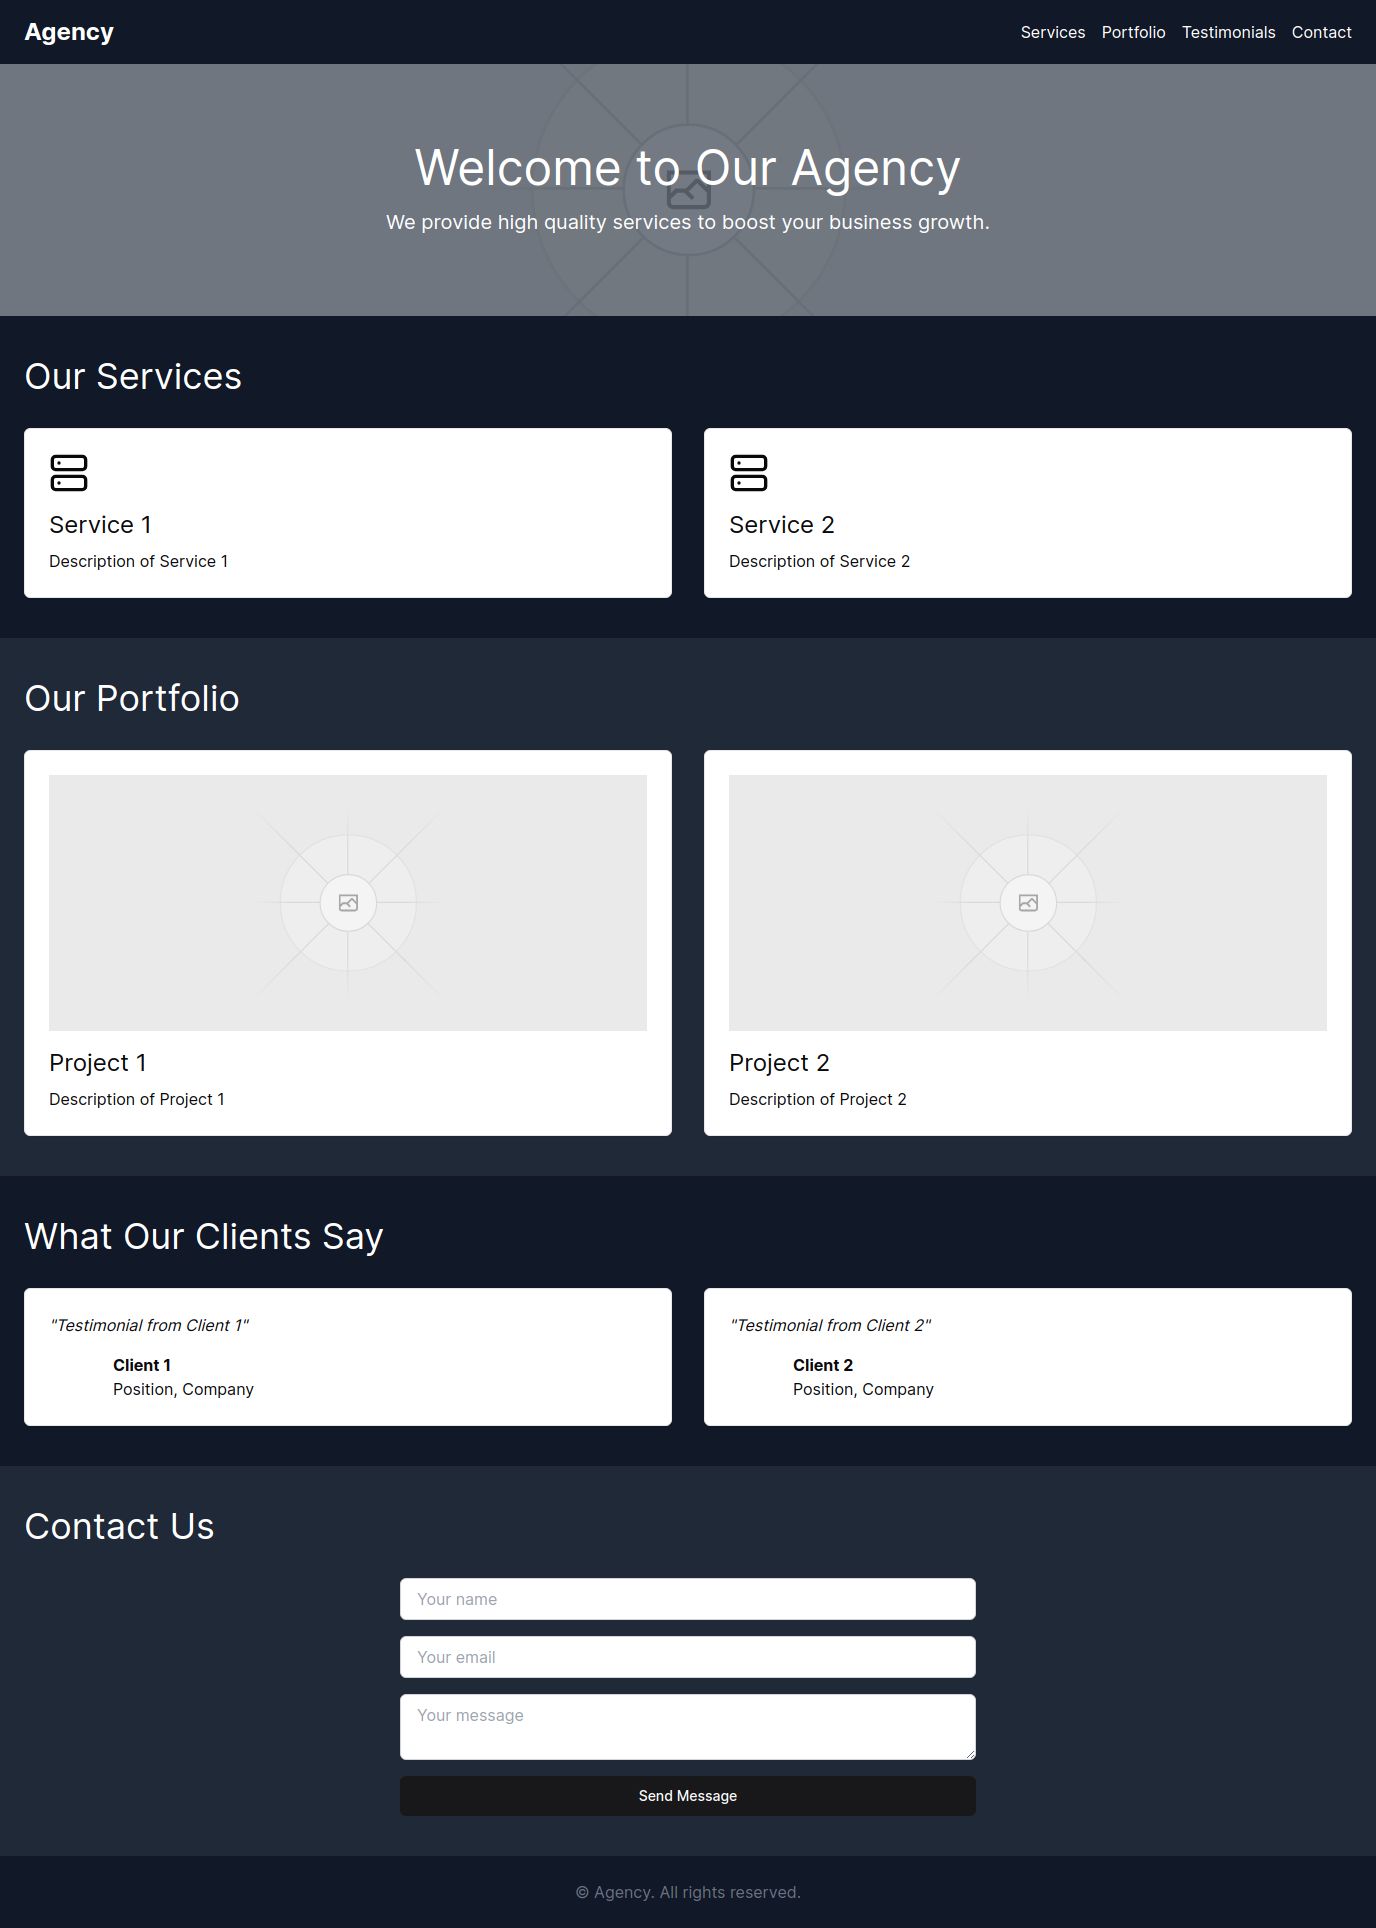 Agency
Services Portfolio Testimonials Contact
Welcome to Our Agency
We provide high quality services to boost your business growth.
Our Services
Service 1
Description of Service 1
Service 2
Description of Service 2
Our Portfolio
Project 1
Description of Project 1
Project 2
Description of Project 2
What Our Clients Say
"Testimonial from Client 1"
Client 1
Position, Company
"Testimonial from Client 2"
Client 2
Position, Company
Contact Us
Your name
Your email
Your message
Send Message
© Agency. All rights reserved.